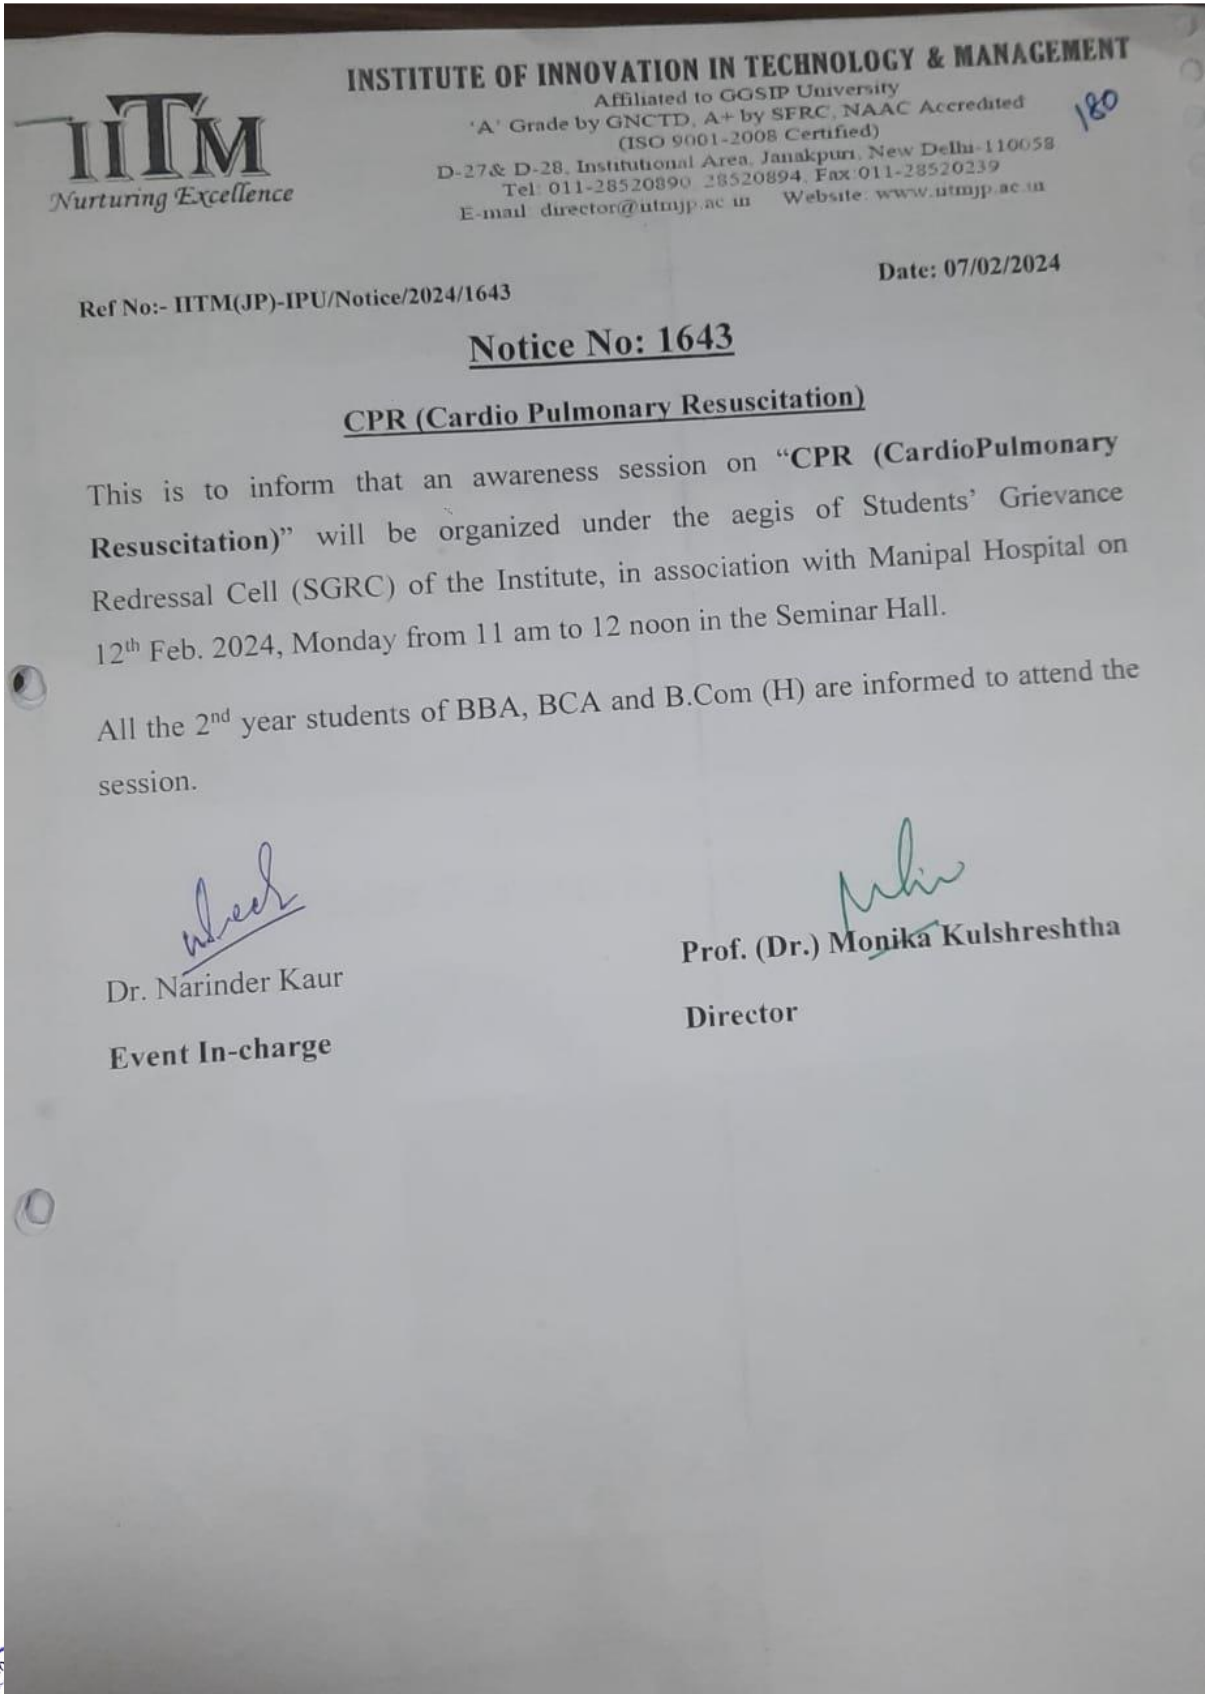 INSTITUTE OF INNOVATION IN TECHNOLOGY & MANAGEMENT
Affiliated to GGSIP University
'A' Grade by GNCTD, A+ by SFRC, NAAC Accredited
(ISO 9001-2008 Certified)
D-27& D-28, Institutional Area, Janakpuri, New Delhi-110058
Tel: 011-28520890, 28520894, Fax:011-28520239
E-mail: director@iitmjp.ac.in Website: www.iitmjp.ac.in
180
IITM
Nurturing Excellence
Date: 07/02/2024
Ref No:- IITM(JP)-IPU/Notice/2024/1643
Notice No: 1643
CPR (Cardio Pulmonary Resuscitation)
This is to inform that an awareness session on “CPR (CardioPulmonary
Resuscitation)” will be organized under the aegis of Students’ Grievance
Redressal Cell (SGRC) of the Institute, in association with Manipal Hospital on
12th Feb. 2024, Monday from 11 am to 12 noon in the Seminar Hall.
All the 2nd year students of BBA, BCA and B.Com (H) are informed to attend the
session.
Dr. Narinder Kaur
Event In-charge
Prof. (Dr.) Monika Kulshreshtha
Director